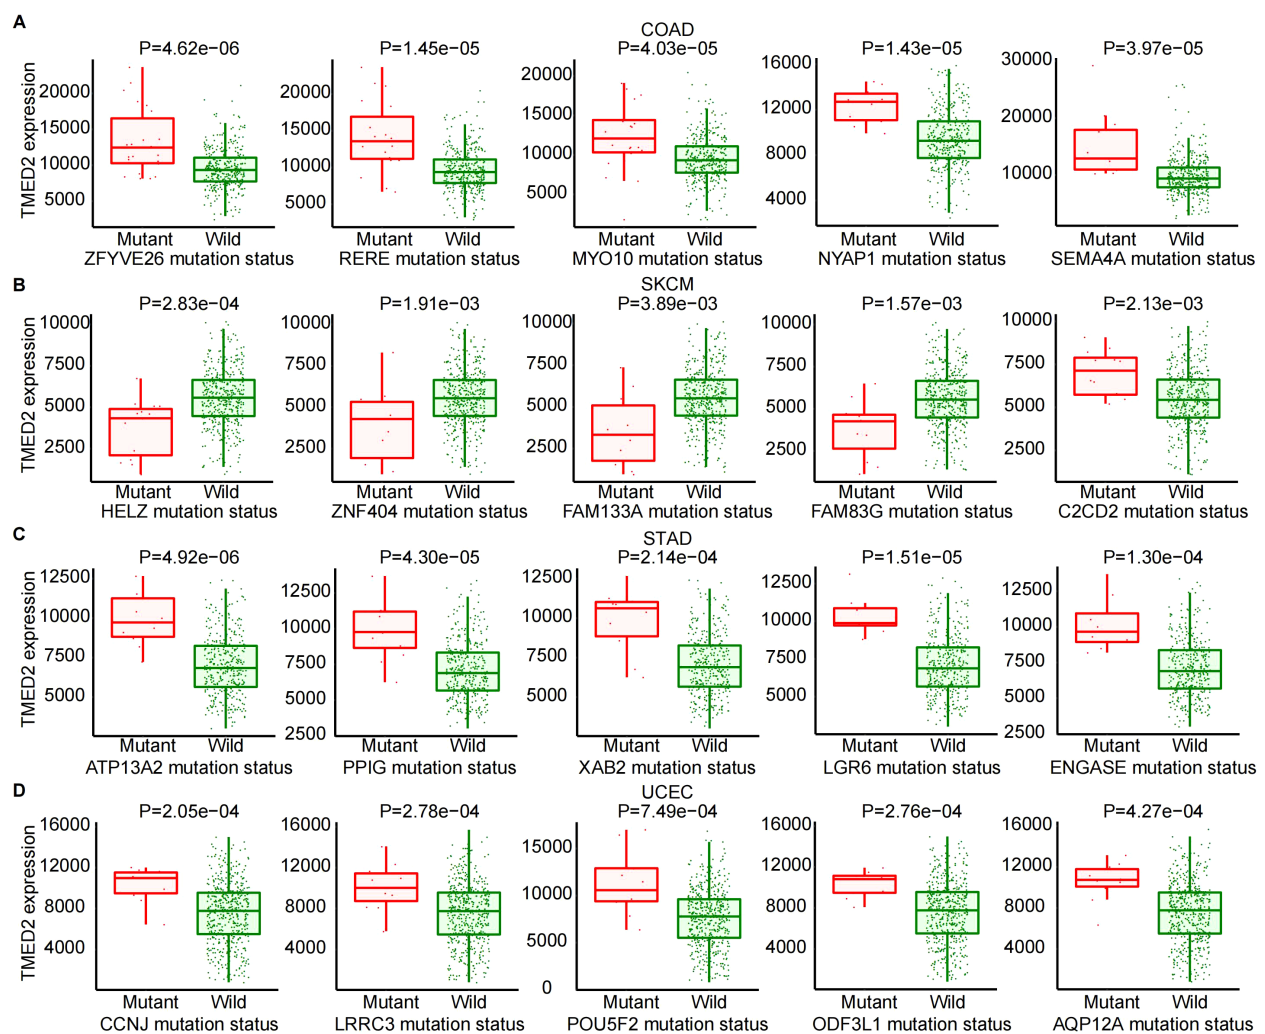 A
COAD
P=4.62e−06 P=1.45e−05 P=4.03e−05 P=1.43e−05 P=3.97e−05
TMED2 expression
20000 15000 10000 5000
20000 15000 10000 5000
20000 15000 10000 5000
16000 12000 8000 4000
30000 20000 10000
Mutant Wild Mutant Wild Mutant Wild Mutant Wild Mutant Wild
ZFYVE26 mutation status RERE mutation status MYO10 mutation status NYAP1 mutation status SEMA4A mutation status
B
SKCM
P=2.83e−04 P=1.91e−03 P=3.89e−03 P=1.57e−03 P=2.13e−03
TMED2 expression
10000 7500 5000 2500
10000 7500 5000 2500
10000 7500 5000 2500
10000 7500 5000 2500
10000 7500 5000 2500
Mutant Wild Mutant Wild Mutant Wild Mutant Wild Mutant Wild
HELZ mutation status ZNF404 mutation status FAM133A mutation status FAM83G mutation status C2CD2 mutation status
C
STAD
P=4.92e−06 P=4.30e−05 P=2.14e−04 P=1.51e−05 P=1.30e−04
TMED2 expression
12500 10000 7500 5000
12500 10000 7500 5000 2500
12500 10000 7500 5000
12500 10000 7500 5000
12500 10000 7500 5000 2500
Mutant Wild Mutant Wild Mutant Wild Mutant Wild Mutant Wild
ATP13A2 mutation status PPIG mutation status XAB2 mutation status LGR6 mutation status ENGASE mutation status
D
UCEC
P=2.05e−04 P=2.78e−04 P=7.49e−04 P=2.76e−04 P=4.27e−04
TMED2 expression
16000 12000 8000 4000
16000 12000 8000 4000
15000 10000 5000 0
16000 12000 8000 4000
16000 12000 8000 4000
Mutant Wild Mutant Wild Mutant Wild Mutant Wild Mutant Wild
CCNJ mutation status LRRC3 mutation status POU5F2 mutation status ODF3L1 mutation status AQP12A mutation status